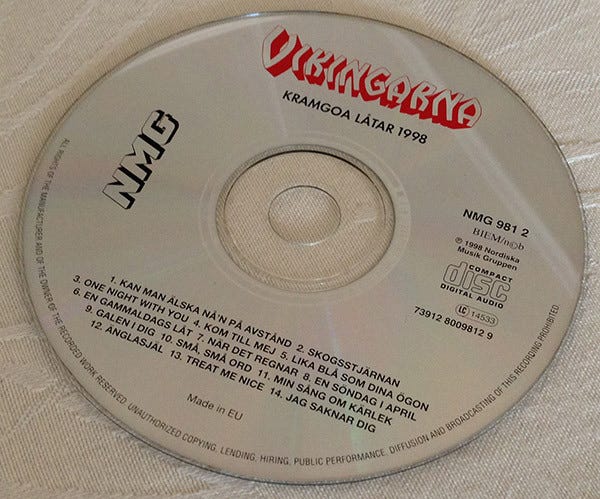 VIKINGARNA
KRAMGOA LÅTAR 1998
NMG
NMG 981 2
BIEM/n©b
℗ 1998 Nordiska
Musik Gruppen
COMPACT
disc
DIGITAL AUDIO
LC 14533
73912 8009812 9
1. KAN MAN ÄLSKA NÅ'N PÅ AVSTÅND 2. SKOGSSTJÄRNAN
3. ONE NIGHT WITH YOU 4. KOM TILL MEJ 5. LIKA BLÅ SOM DINA ÖGON
6. EN GAMMALDAGS LÅT 7. NÄR DET REGNAR 8. EN SÖNDAG I APRIL
9. GALEN I DIG 10. SMÅ, SMÅ ORD 11. MIN SÅNG OM KÄRLEK
12. ÄNGLASJÄL 13. TREAT ME NICE 14. JAG SAKNAR DIG
Made in EU
ALL RIGHTS OF THE MANUFACTURER AND OF THE OWNER OF THE RECORDED WORK RESERVED. UNAUTHORIZED COPYING, LENDING, HIRING, PUBLIC PERFORMANCE, DIFFUSION AND BROADCASTING OF THIS RECORDING PROHIBITED